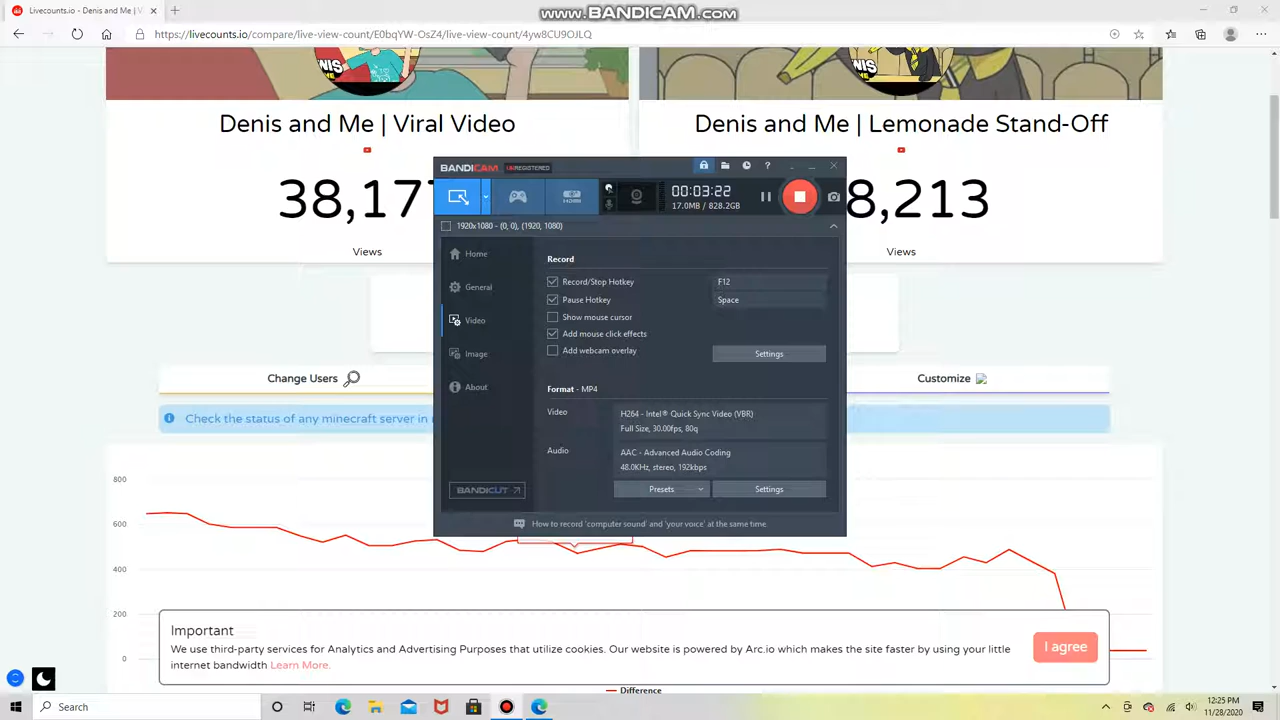 www.BANDICAM.com
Livecounts.io - Denis and Me | V
https://livecounts.io/compare/live-view-count/E0bqYW-OsZ4/live-view-count/4yw8CU9OJLQ
NIS
NIS
Denis and Me | Viral Video
Denis and Me | Lemonade Stand-Off
38,17
8,213
Views
Views
BANDICAM UNREGISTERED
HDMI
00:03:22
17.0MB / 828.2GB
1920x1080 - (0, 0), (1920, 1080)
Home
General
Video
Image
About
BANDICUT
Record
Record/Stop Hotkey
F12
Pause Hotkey
Space
Show mouse cursor
Add mouse click effects
Add webcam overlay
Settings
Format - MP4
Video
H264 - Intel® Quick Sync Video (VBR)
Full Size, 30.00fps, 80q
Audio
AAC - Advanced Audio Coding
48.0KHz, stereo, 192kbps
Presets
Settings
How to record 'computer sound' and 'your voice' at the same time.
Change Users
Customize
Check the status of any minecraft server in
800
600
400
200
0
Important
We use third-party services for Analytics and Advertising Purposes that utilize cookies. Our website is powered by Arc.io which makes the site faster by using your little
internet bandwidth Learn More.
I agree
Difference
Search
12:25 PM
11/28/2020